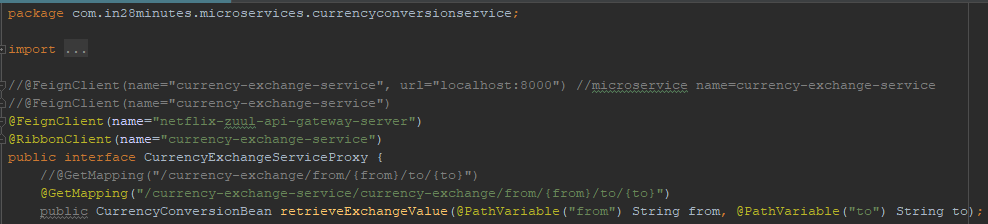 package com.in28minutes.microservices.currencyconversionservice;
import ...
//@FeignClient(name="currency-exchange-service", url="localhost:8000") //microservice name=currency-exchange-service
//@FeignClient(name="currency-exchange-service")
@FeignClient(name="netflix-zuul-api-gateway-server")
@RibbonClient(name="currency-exchange-service")
public interface CurrencyExchangeServiceProxy {
//@GetMapping("/currency-exchange/from/{from}/to/{to}")
@GetMapping("/currency-exchange-service/currency-exchange/from/{from}/to/{to}")
public CurrencyConversionBean retrieveExchangeValue(@PathVariable("from") String from, @PathVariable("to") String to);